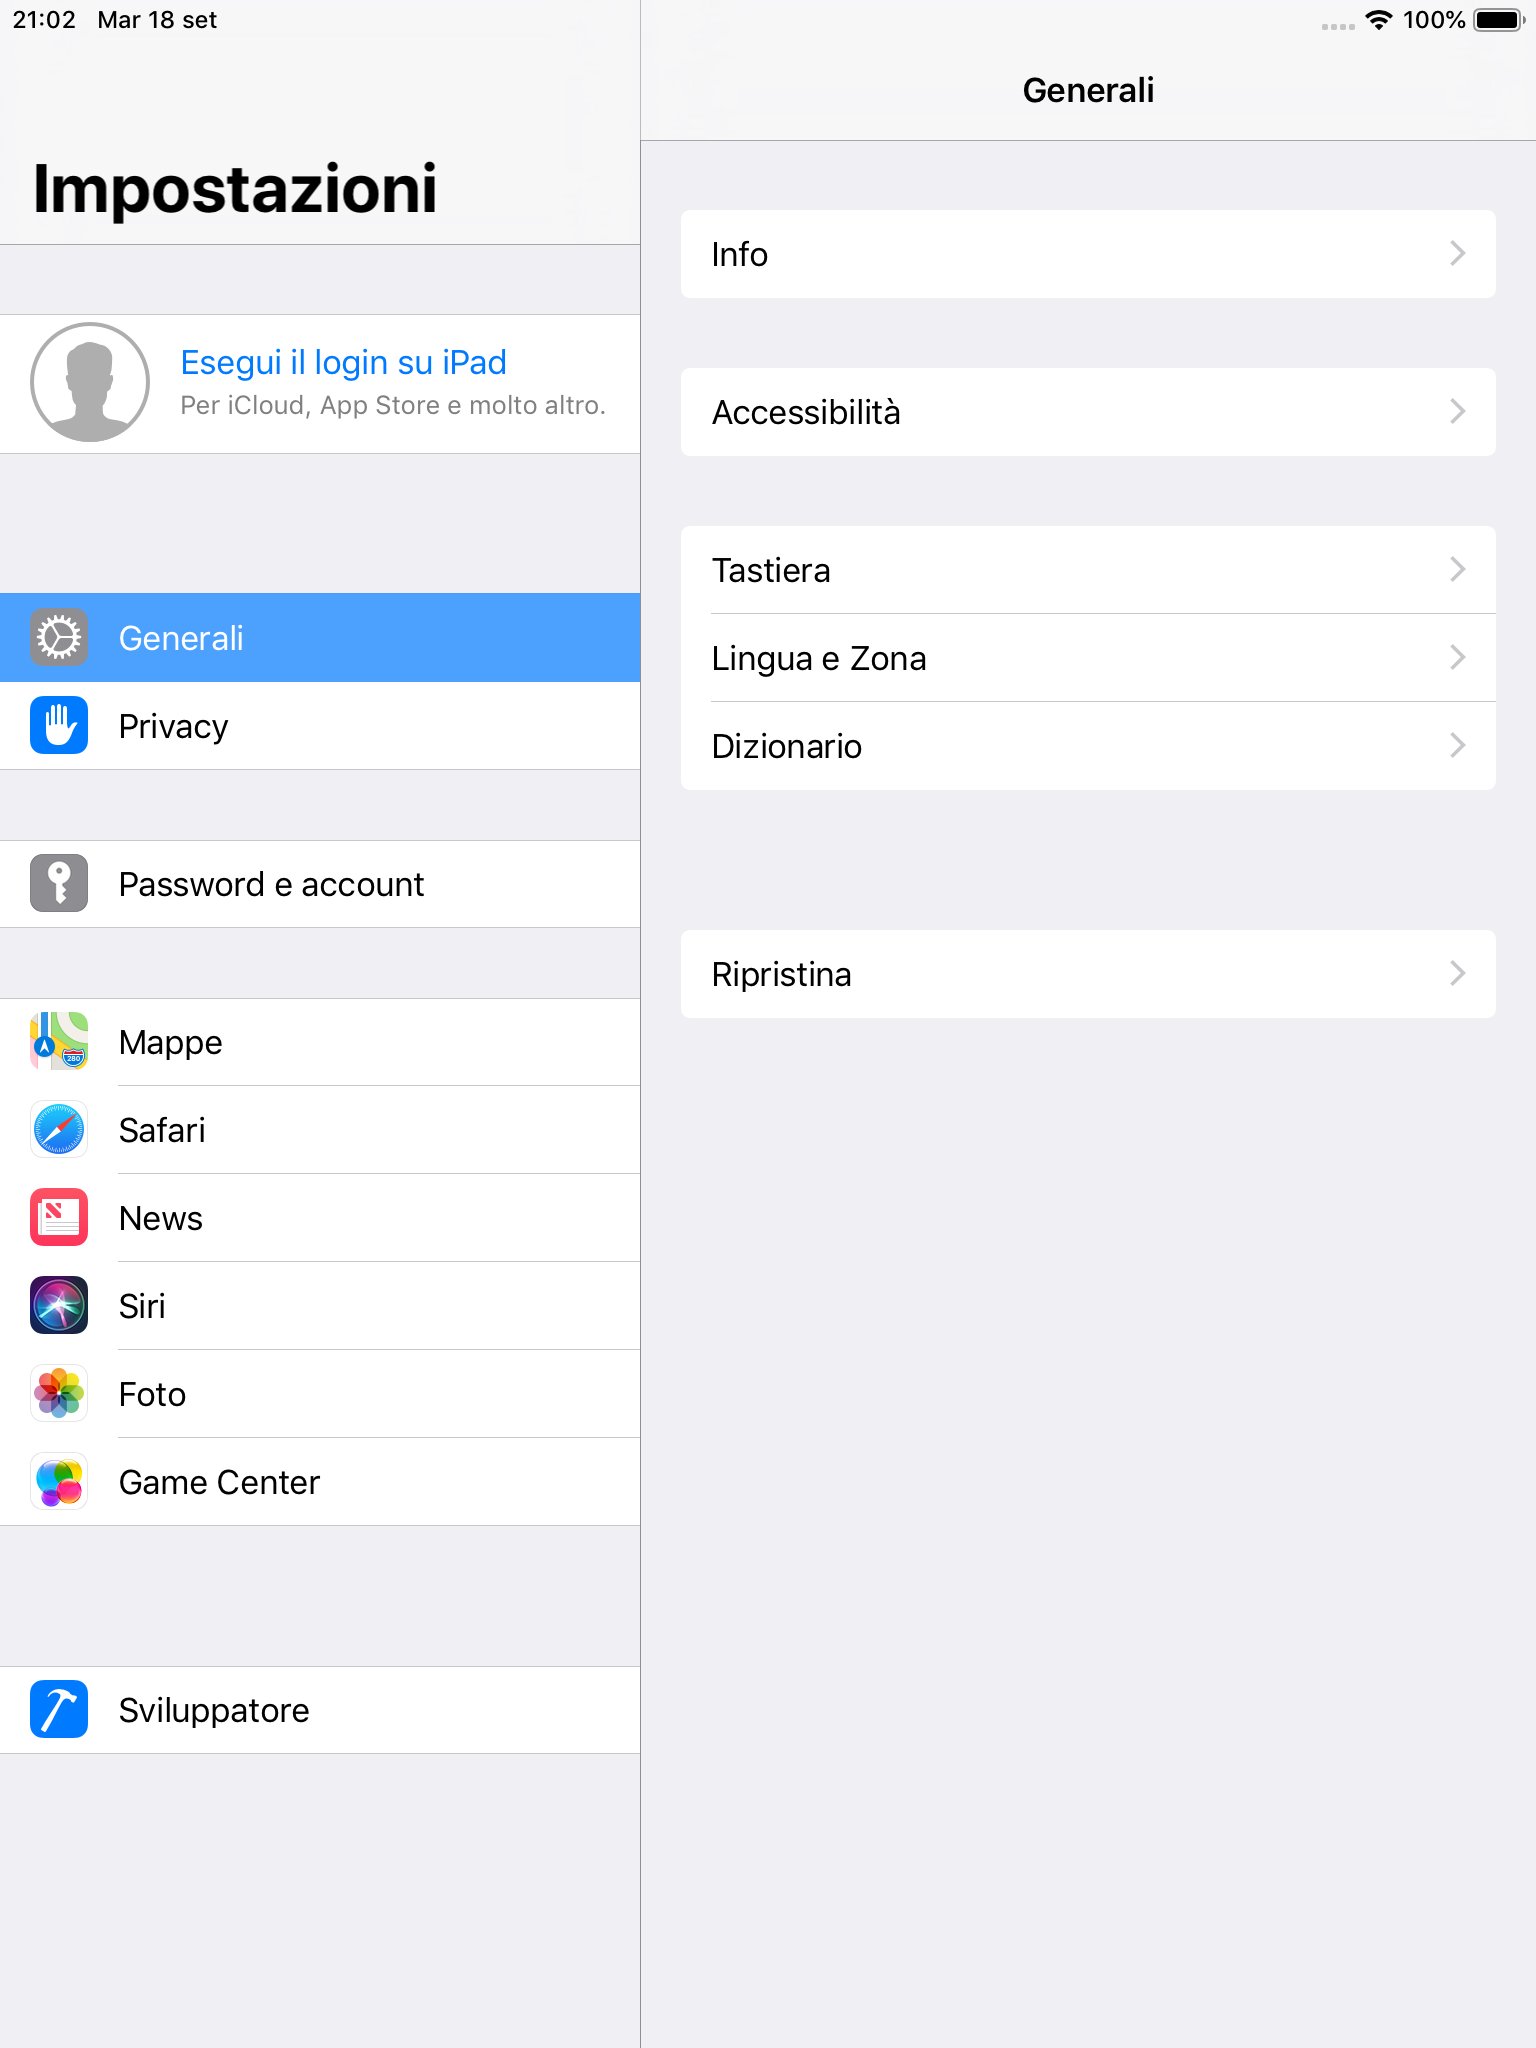 21:02 Mar 18 set
100%
Impostazioni
Esegui il login su iPad
Per iCloud, App Store e molto altro.
Generali
Privacy
Password e account
280
Mappe
Safari
News
Siri
Foto
Game Center
Sviluppatore
Generali
Info
Accessibilità
Tastiera
Lingua e Zona
Dizionario
Ripristina